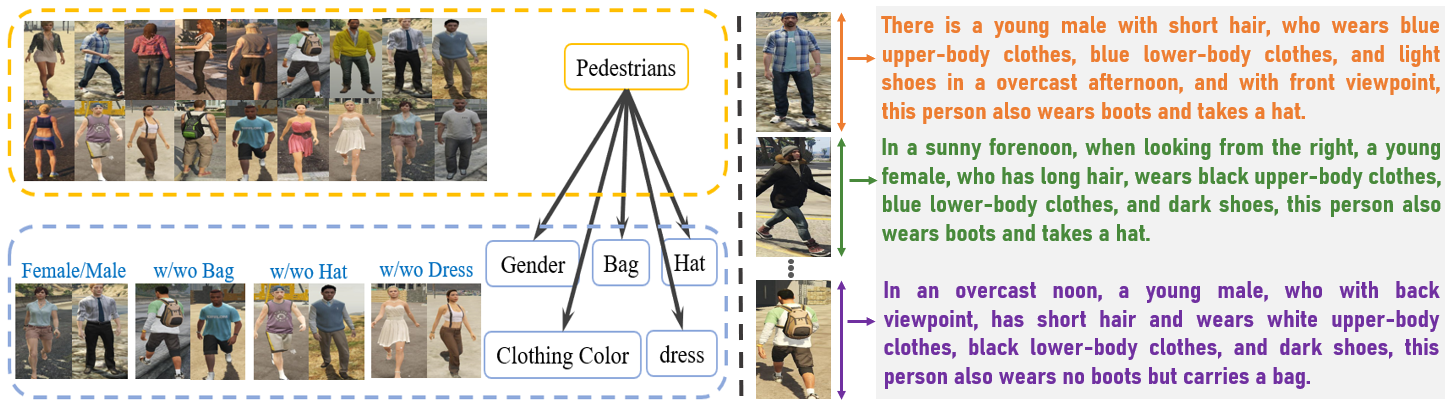 Pedestrians
Female/Male
w/wo Bag
w/wo Hat
w/wo Dress
Gender
Bag
Hat
Clothing Color
dress
There is a young male with short hair, who wears blue
upper-body clothes, blue lower-body clothes, and light
shoes in a overcast afternoon, and with front viewpoint,
this person also wears boots and takes a hat.
In a sunny forenoon, when looking from the right, a young
female, who has long hair, wears black upper-body clothes,
blue lower-body clothes, and dark shoes, this person also
wears boots and takes a hat.
In an overcast noon, a young male, who with back
viewpoint, has short hair and wears white upper-body
clothes, black lower-body clothes, and dark shoes, this
person also wears no boots but carries a bag.